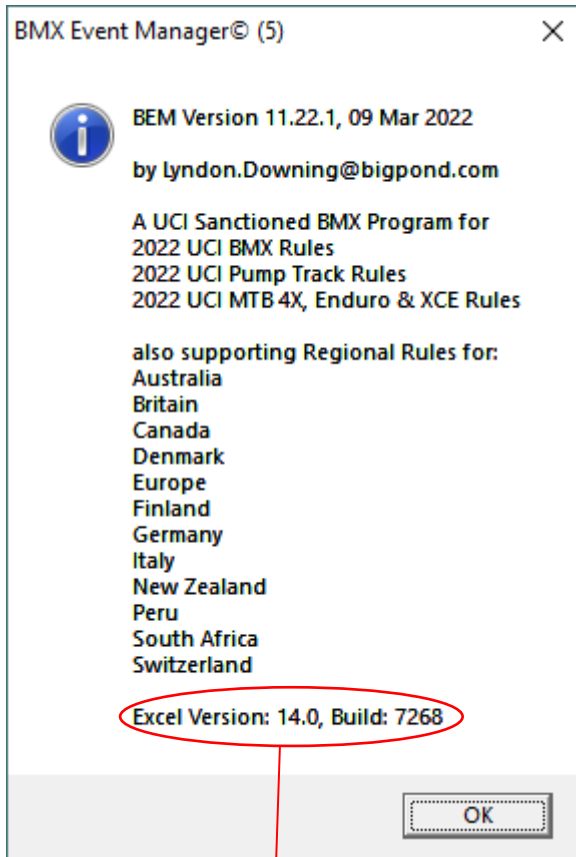 BMX Event Manager© (5)
BEM Version 11.22.1, 09 Mar 2022
by Lyndon.Downing@bigpond.com
A UCI Sanctioned BMX Program for
2022 UCI BMX Rules
2022 UCI Pump Track Rules
2022 UCI MTB 4X, Enduro & XCE Rules
also supporting Regional Rules for:
Australia
Britain
Canada
Denmark
Europe
Finland
Germany
Italy
New Zealand
Peru
South Africa
Switzerland
Excel Version: 14.0, Build: 7268
OK